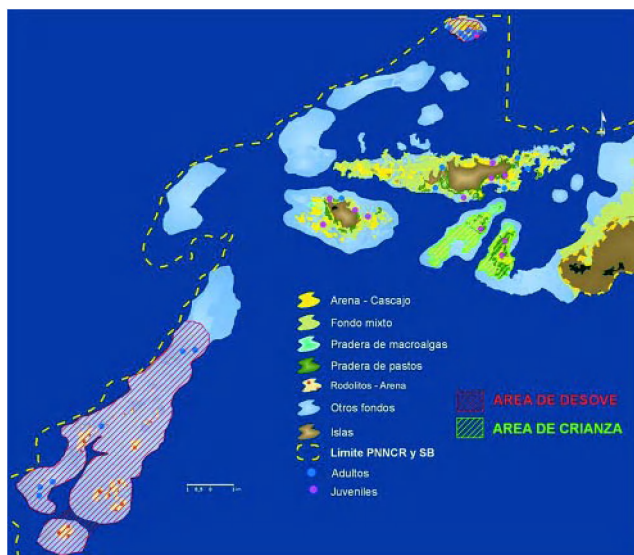 Arena - Cascajo
Fondo mixto
Pradera de macroalgas
Pradera de pastos
Rodolitos - Arena
Otros fondos
Islas
Limite PNNCR y SB
Adultos
Juveniles
AREA DE DESOVE
AREA DE CRIANZA